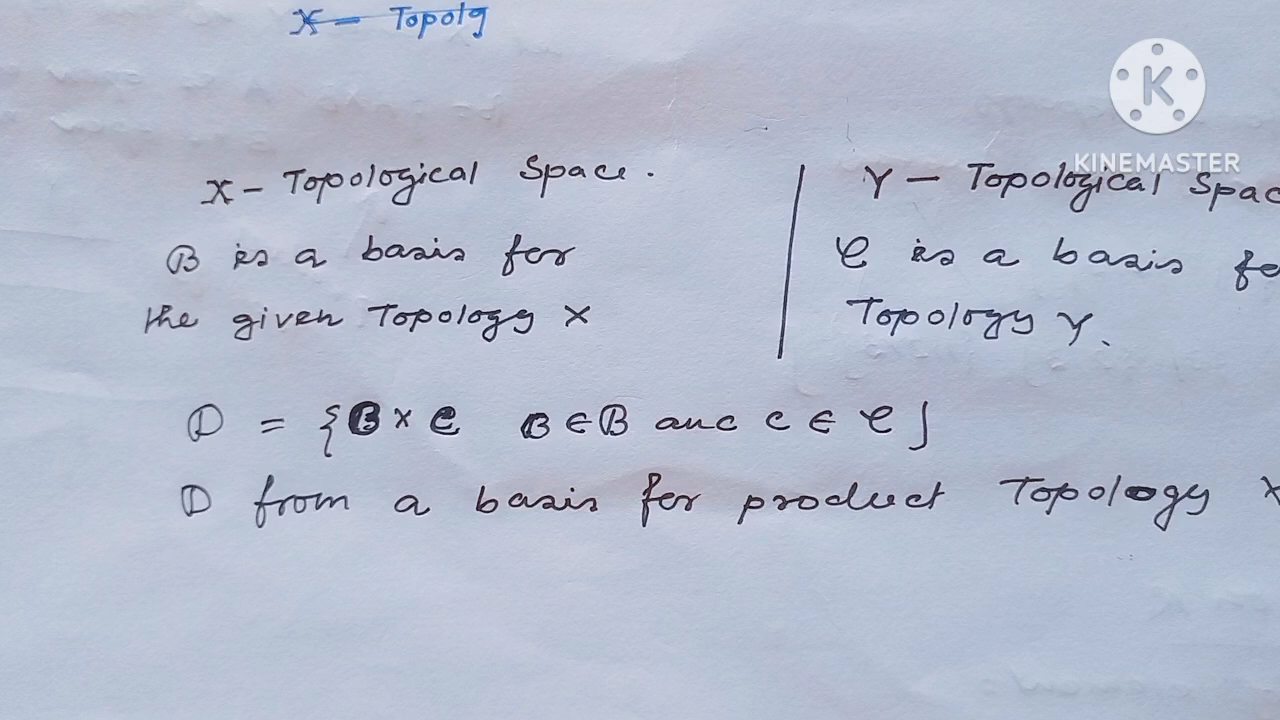 X - Topolg
KINEMASTER
X - Topological Space.
B is a basis for
the given Topology X
Y - Topological Spac
C is a basis fo
Topology Y.
D = {B × C B ∈ B anc C ∈ C}
D from a basis for product Topology X